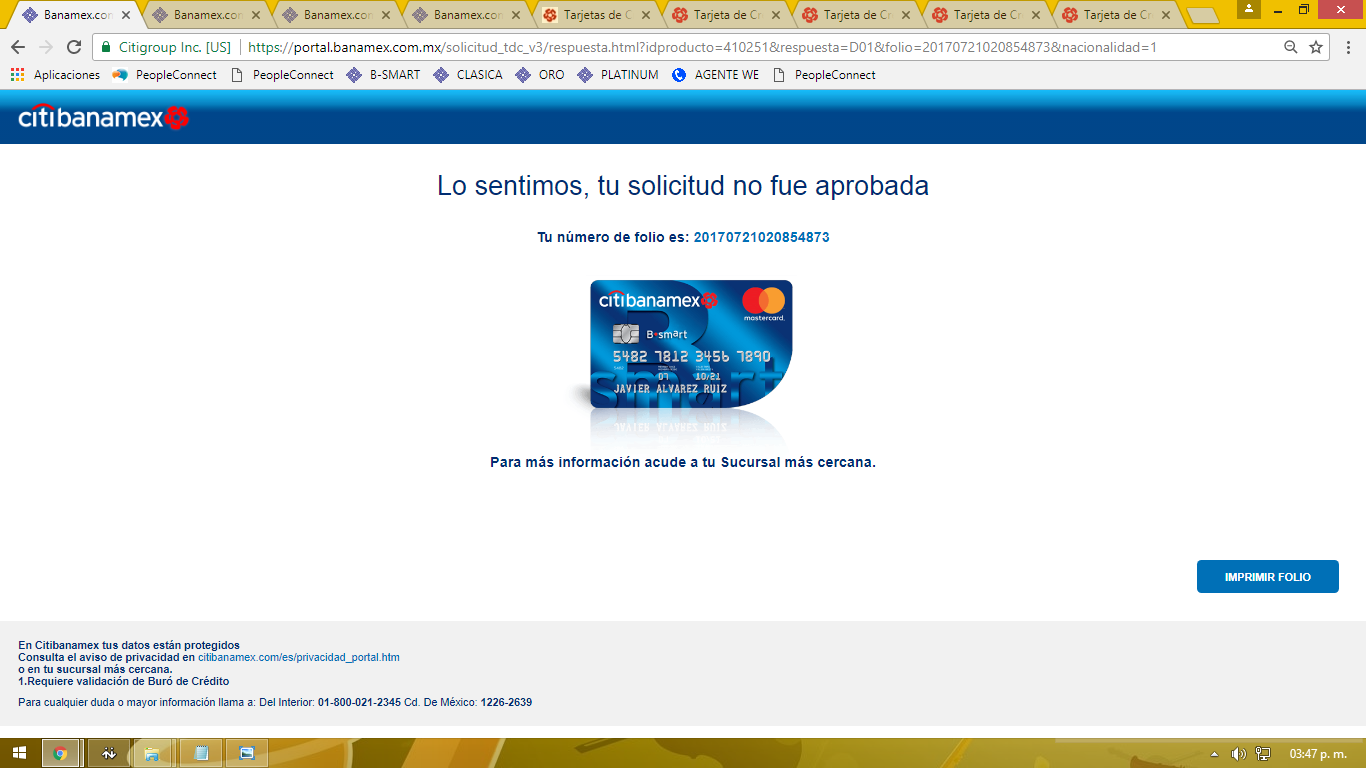 Banamex.con
Banamex.con
Banamex.con
Banamex.con
Tarjetas de C
Tarjeta de Cr
Tarjeta de Cr
Tarjeta de Cr
Tarjeta de Cr
Citigroup Inc. [US]
https://portal.banamex.com.mx/solicitud_tdc_v3/respuesta.html?idproducto=410251&respuesta=D01&folio=20170721020854873&nacionalidad=1
Aplicaciones
PeopleConnect
PeopleConnect
B-SMART
CLASICA
ORO
PLATINUM
AGENTE WE
PeopleConnect
citibanamex
Lo sentimos, tu solicitud no fue aprobada
Tu número de folio es: 20170721020854873
citibanamex
mastercard.
B•smart
5482 7812 3456 7890
07 10/21
JAVIER ALVAREZ RUIZ
Para más información acude a tu Sucursal más cercana.
IMPRIMIR FOLIO
En Citibanamex tus datos están protegidos
Consulta el aviso de privacidad en citibanamex.com/es/privacidad_portal.htm
o en tu sucursal más cercana.
1.Requiere validación de Buró de Crédito
Para cualquier duda o mayor información llama a: Del Interior: 01-800-021-2345 Cd. De México: 1226-2639
03:47 p. m.